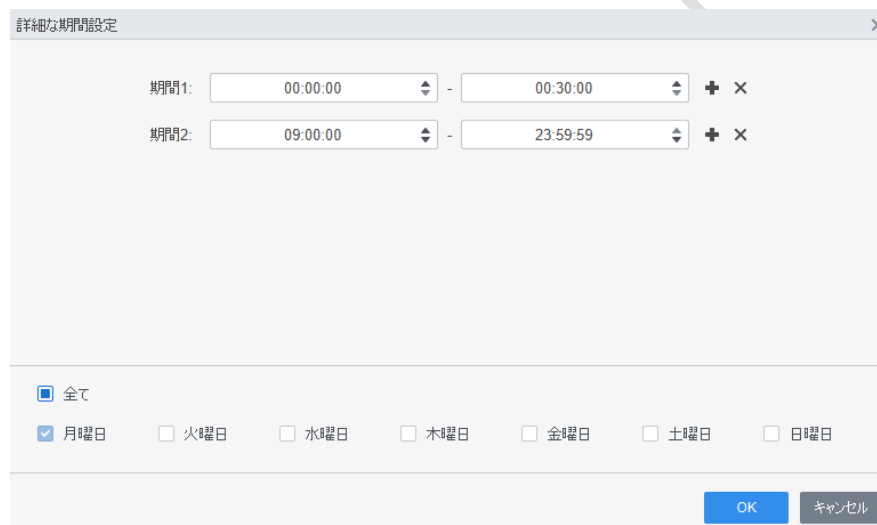 詳細な期間設定
期間1: 00:00:00 - 00:30:00
期間2: 09:00:00 - 23:59:59
全て
月曜日 火曜日 水曜日 木曜日 金曜日 土曜日 日曜日
OK キャンセル